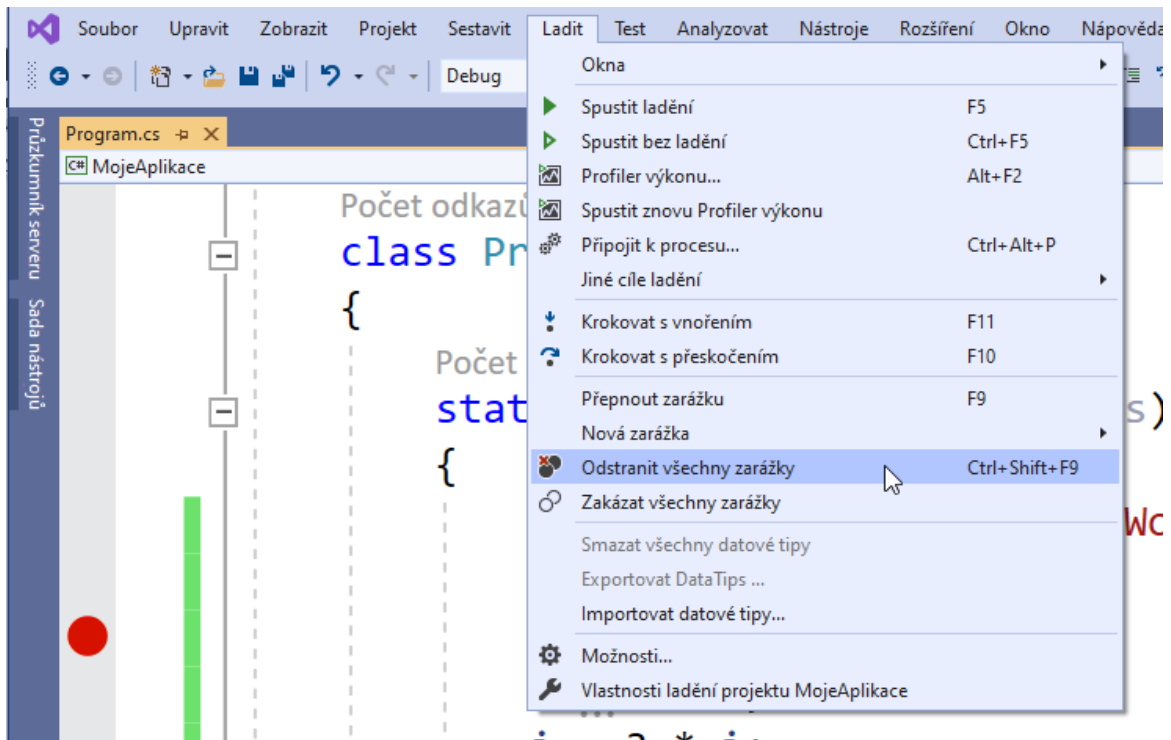 Soubor Upravit Zobrazit Projekt Sestavit Ladit Test Analyzovat Nástroje Rozšíření Okno Nápověda
Debug
Průzkumník serveru
Sada nástrojů
Program.cs
C# MojeAplikace
Počet odkazů
class Pr
{
Počet
stat
s)
{
Wo
Okna
Spustit ladění F5
Spustit bez ladění Ctrl+F5
Profiler výkonu... Alt+F2
Spustit znovu Profiler výkonu
Připojit k procesu... Ctrl+Alt+P
Jiné cíle ladění
Krokovat s vnořením F11
Krokovat s přeskočením F10
Přepnout zarážku F9
Nová zarážka
Odstranit všechny zarážky Ctrl+Shift+F9
Zakázat všechny zarážky
Smazat všechny datové tipy
Exportovat DataTips ...
Importovat datové tipy...
Možnosti...
Vlastnosti ladění projektu MojeAplikace